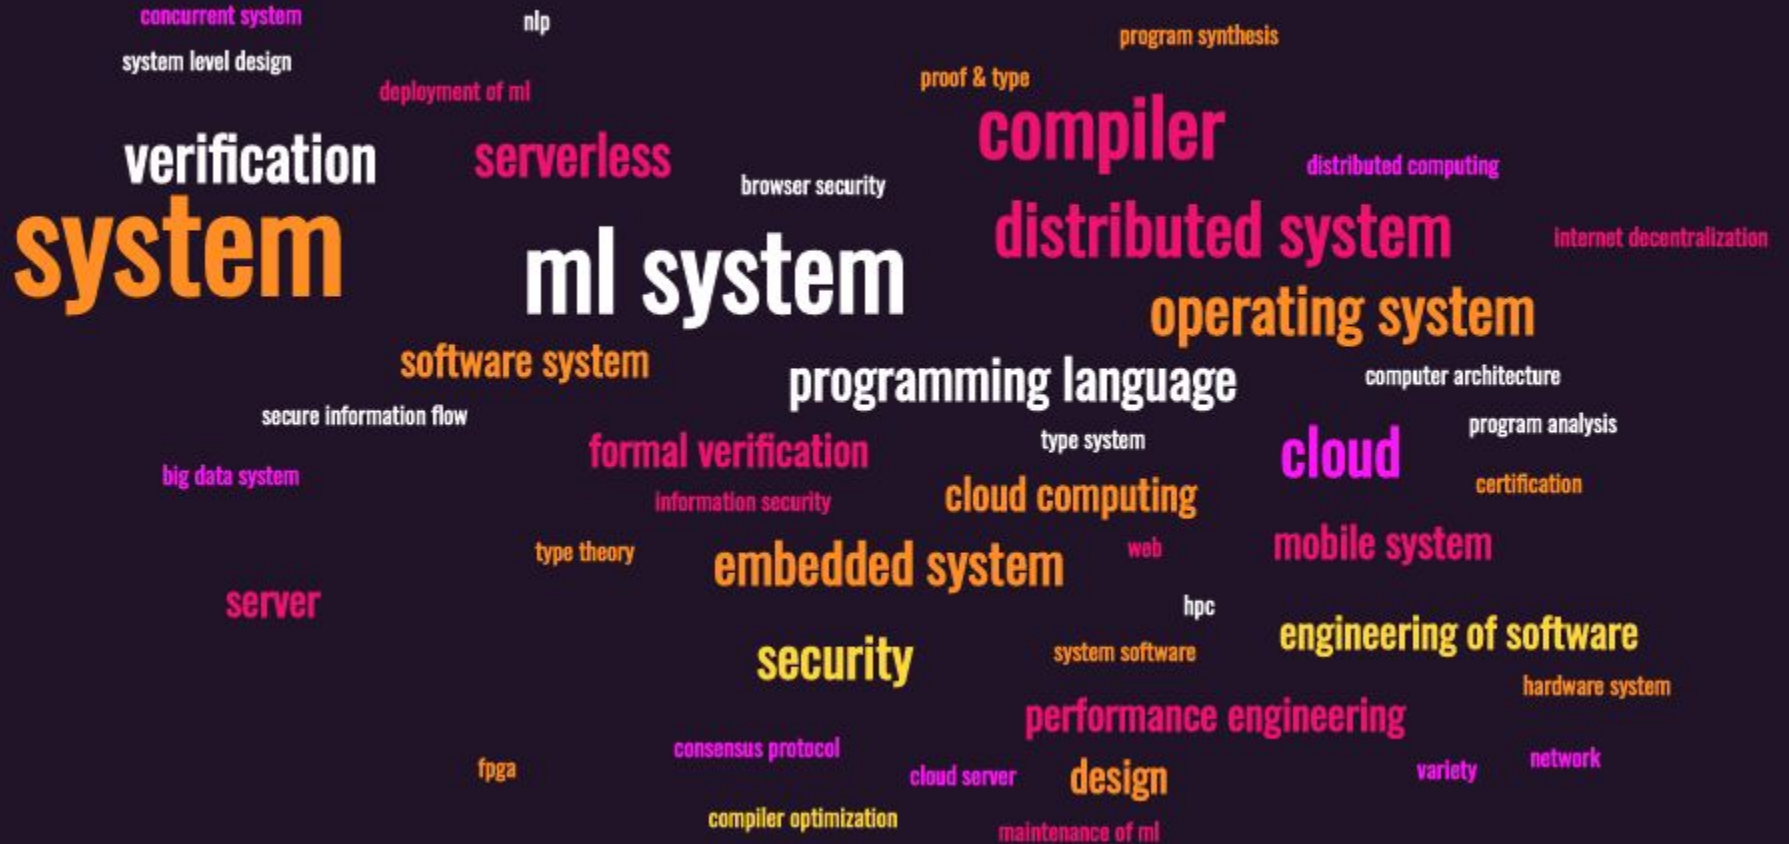 concurrent system
nlp
program synthesis
system level design
proof & type
deployment of ml
compiler
verification
serverless
distributed computing
browser security
system
distributed system
internet decentralization
ml system
operating system
software system
programming language
computer architecture
secure information flow
program analysis
type system
formal verification
cloud
big data system
certification
information security
cloud computing
mobile system
type theory
web
embedded system
server
hpc
engineering of software
security
system software
hardware system
performance engineering
consensus protocol
network
fpga
variety
cloud server
design
compiler optimization
maintenance of ml